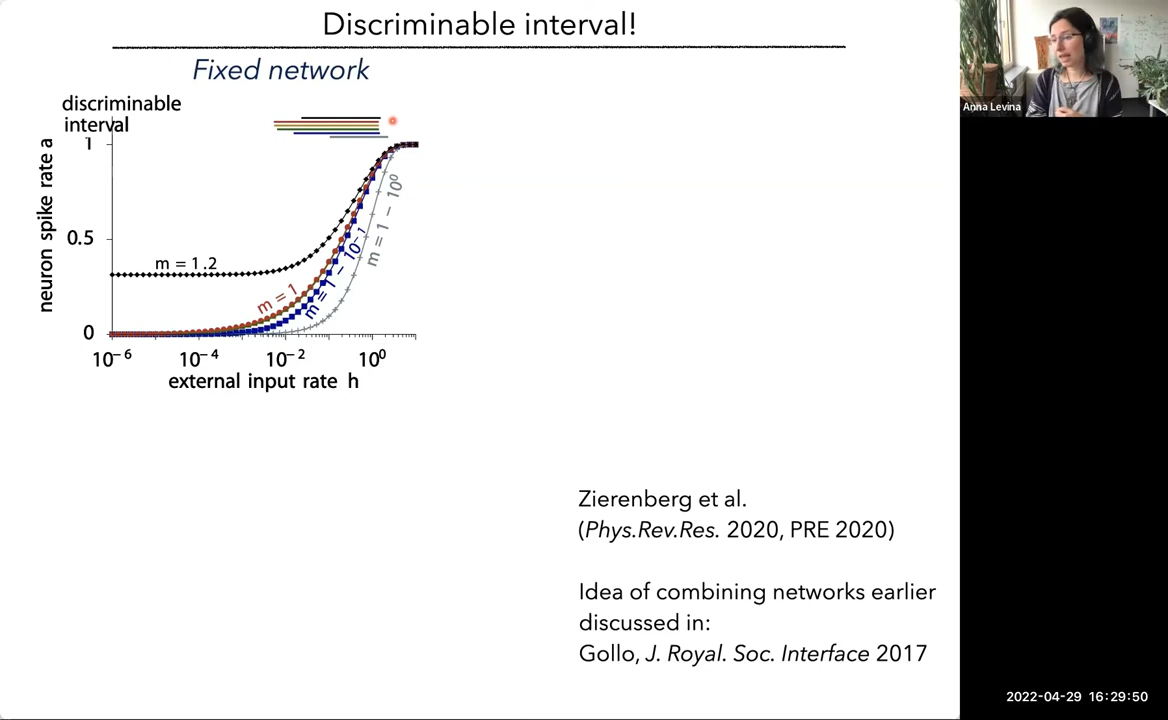 Discriminable interval!
Fixed network
discriminable
interval
neuron spike rate a
1
0.5
0
m = 1.2
m = 1
m = 1 − 10⁻¹
m = 1 − 10⁰
10⁻⁶ 10⁻⁴ 10⁻² 10⁰
external input rate h
Zierenberg et al.
(Phys.Rev.Res. 2020, PRE 2020)
Idea of combining networks earlier
discussed in:
Gollo, J. Royal. Soc. Interface 2017
Anna Levina
2022-04-29 16:29:50